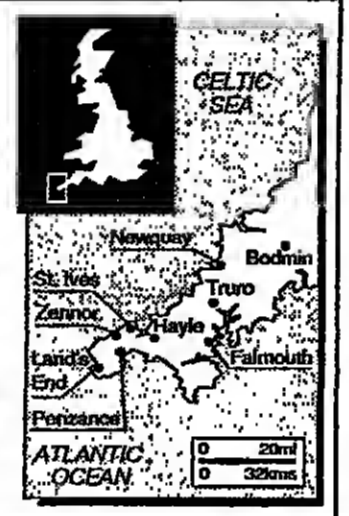 CELTIC
SEA
Newquay
Bodmin
St. Ives
Truro
Zennor
Hayle
Land's
End
Falmouth
Penzance
ATLANTIC
OCEAN
0 20ml
0 32kms